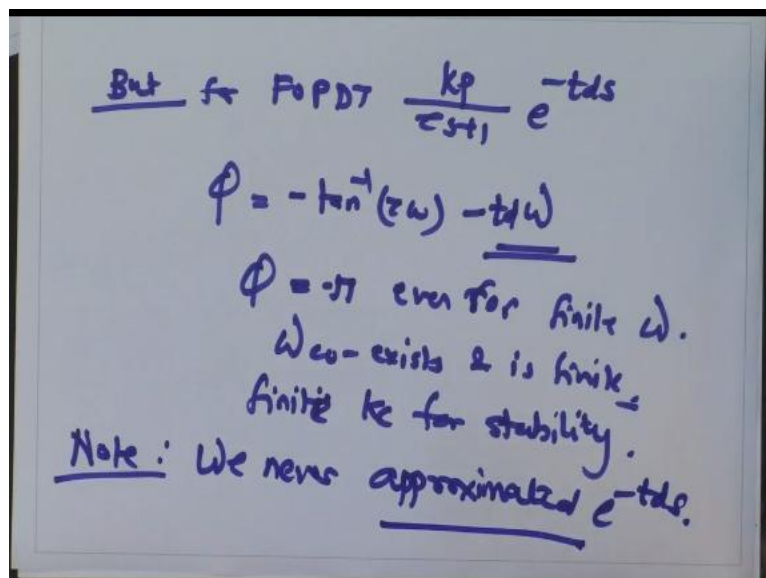 But for FOPDT kp/τs+1 e^-tds
φ = -tan^-1(τω) - tdω
φ = -π even for finite ω.
ωco - exists & is finite.
finite kc for stability.
Note: We never approximated e^-tds.